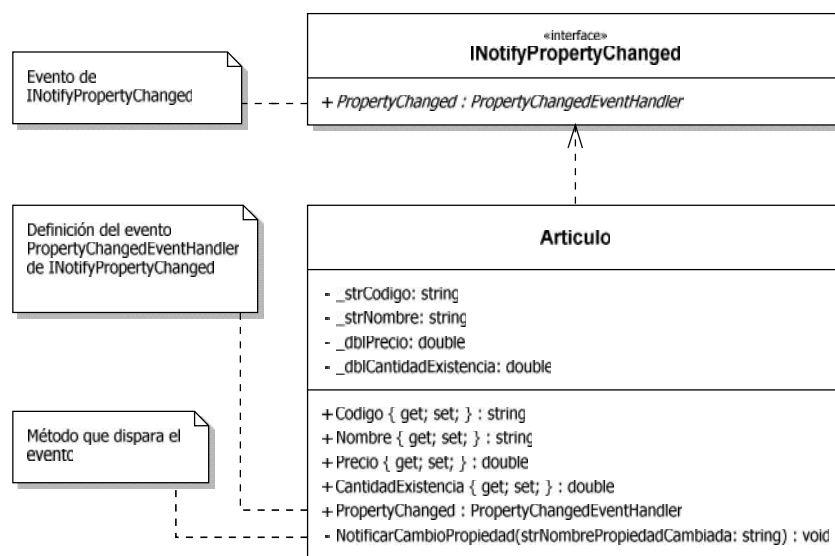 «interface»
INotifyPropertyChanged
Evento de
INotifyPropertyChanged
+ PropertyChanged : PropertyChangedEventHandler
Definición del evento
PropertyChangedEventHandler
de INotifyPropertyChanged
Articulo
- _strCodigo: string
- _strNombre: string
- _dblPrecio: double
- _dblCantidadExistencia: double
Método que dispara el
evento
+ Codigo { get; set; } : string
+ Nombre { get; set; } : string
+ Precio { get; set; } : double
+ CantidadExistencia { get; set; } : double
+ PropertyChanged : PropertyChangedEventHandler
- NotificarCambioPropiedad(strNombrePropiedadCambiada: string) : void